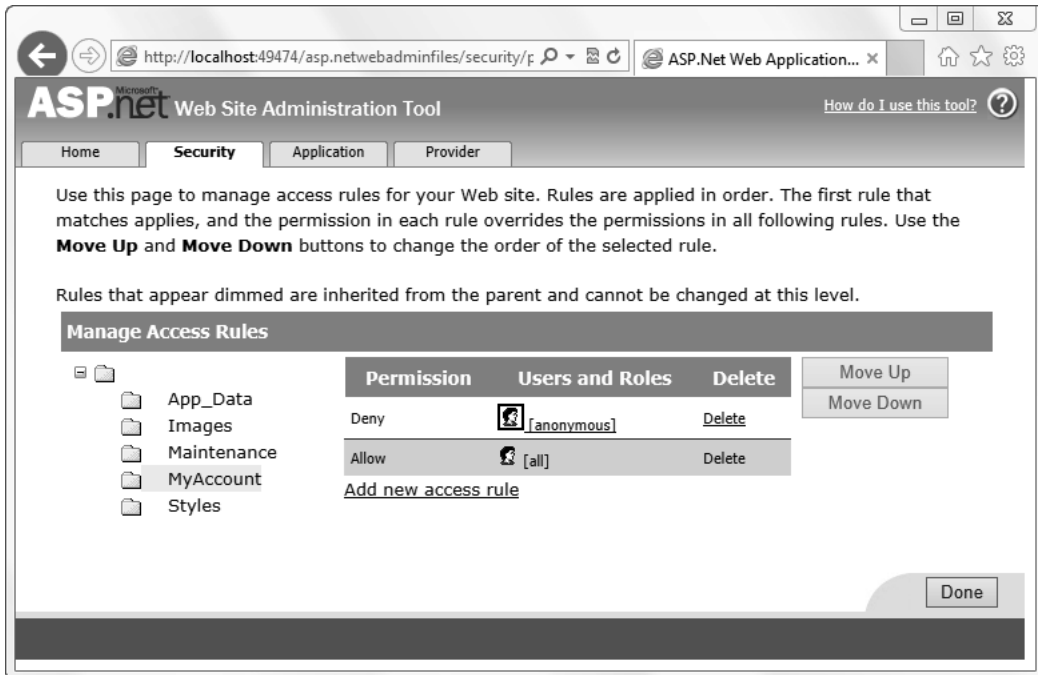 http://localhost:49474/asp.netwebadminfiles/security/p
ASP.Net Web Application...
Microsoft
ASP.net Web Site Administration Tool
How do I use this tool? ?
Home Security Application Provider
Use this page to manage access rules for your Web site. Rules are applied in order. The first rule that
matches applies, and the permission in each rule overrides the permissions in all following rules. Use the
Move Up and Move Down buttons to change the order of the selected rule.
Rules that appear dimmed are inherited from the parent and cannot be changed at this level.
Manage Access Rules
App_Data
Images
Maintenance
MyAccount
Styles
Permission Users and Roles Delete
Deny [anonymous] Delete
Allow [all] Delete
Add new access rule
Move Up
Move Down
Done